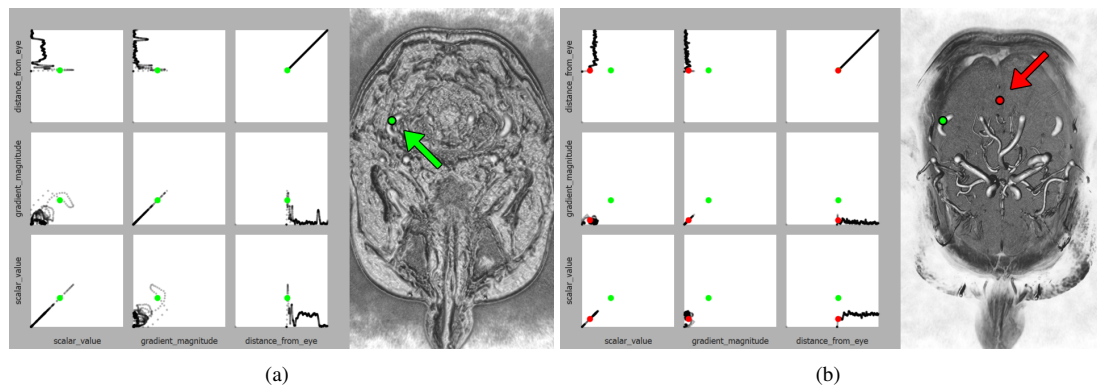 distance_from_eye
gradient_magnitude
scalar_value
scalar_value gradient_magnitude distance_from_eye
(a)
distance_from_eye
gradient_magnitude
scalar_value
scalar_value gradient_magnitude distance_from_eye
(b)